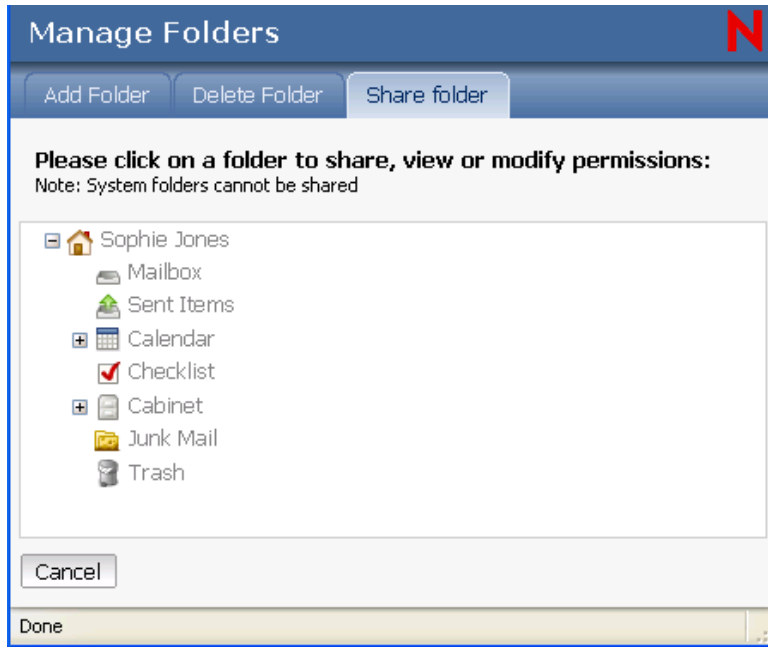 Manage Folders
N
Add Folder Delete Folder Share folder
Please click on a folder to share, view or modify permissions:
Note: System folders cannot be shared
Sophie Jones
Mailbox
Sent Items
Calendar
Checklist
Cabinet
Junk Mail
Trash
Cancel
Done